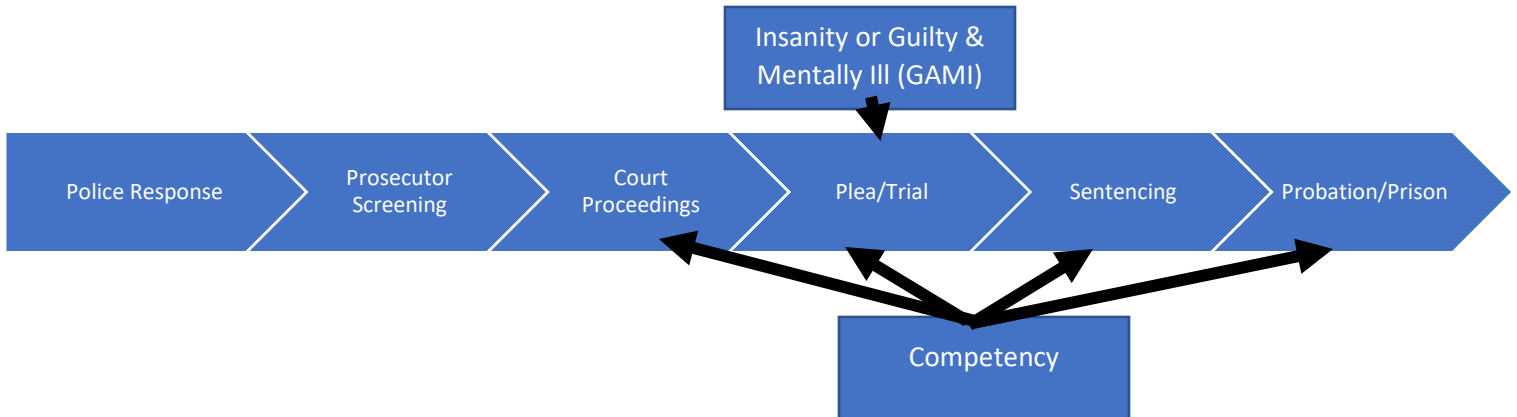 Insanity or Guilty &
Mentally Ill (GAMI)
Police Response
Prosecutor
Screening
Court
Proceedings
Plea/Trial
Sentencing
Probation/Prison
Competency